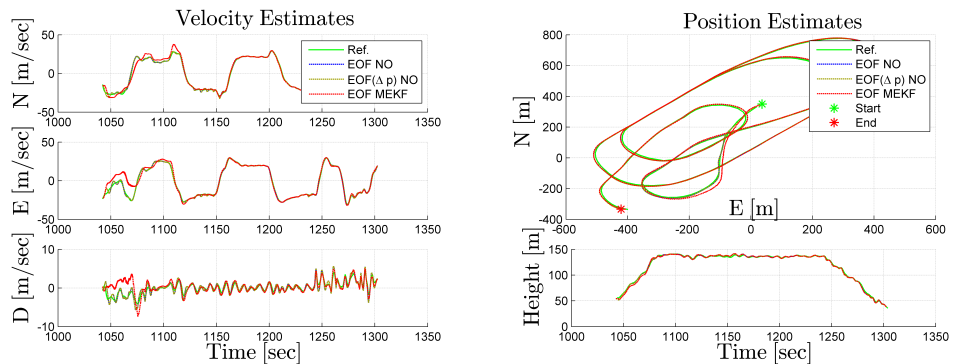 Velocity Estimates
N [m/sec]
50
0
-50
Ref.
EOF NO
EOF(Δ p) NO
EOF MEKF
1000 1050 1100 1150 1200 1250 1300 1350
E [m/sec]
50
0
-50
1000 1050 1100 1150 1200 1250 1300 1350
D [m/sec]
10
0
-10
1000 1050 1100 1150 1200 1250 1300 1350
Time [sec]
Position Estimates
N [m]
800
600
400
200
0
-200
-400
Ref.
EOF NO
EOF(Δ p) NO
EOF MEKF
Start
End
E [m]
-600 -400 -200 0 200 400 600
Height [m]
150
100
50
0
1000 1050 1100 1150 1200 1250 1300 1350
Time [sec]